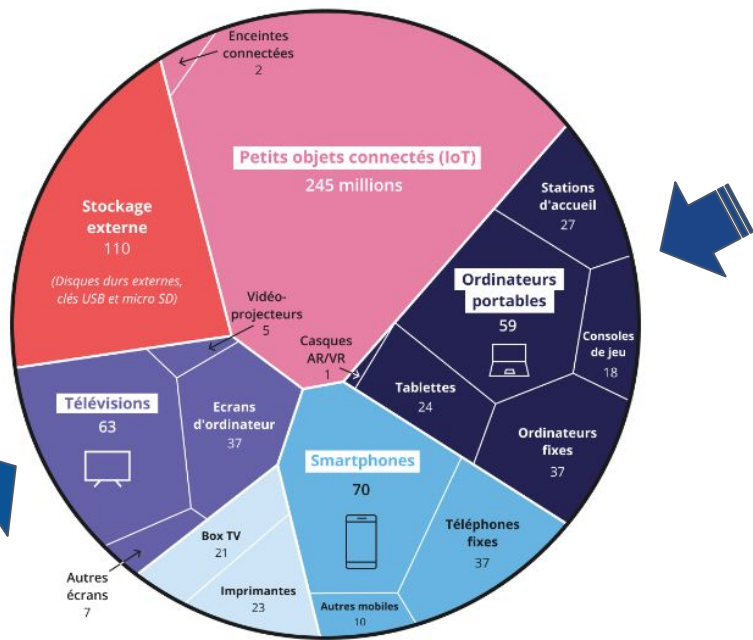 Enceintes
connectées
2
Petits objets connectés (IoT)
245 millions
Stockage
externe
110
(Disques durs externes,
clés USB et micro SD)
Stations
d'accueil
27
Ordinateurs
portables
59
Consoles
de jeu
18
Vidéo-
projecteurs
5
Casques
AR/VR
1
Tablettes
24
Ordinateurs
fixes
37
Télévisions
63
Ecrans
d'ordinateur
37
Smartphones
70
Téléphones
fixes
37
Box TV
21
Imprimantes
23
Autres mobiles
10
Autres
écrans
7